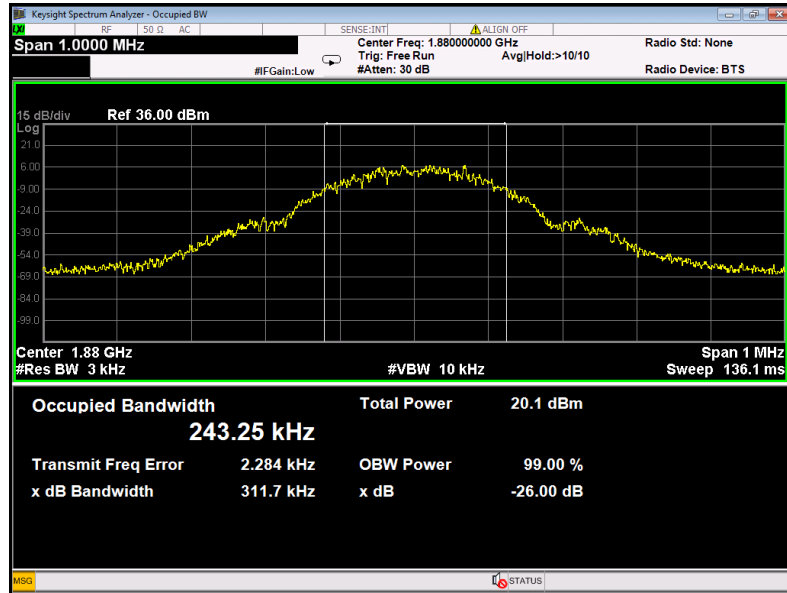 Keysight Spectrum Analyzer - Occupied BW
LXI RF 50 Ω AC SENSE:INT ALIGN OFF
Span 1.0000 MHz Center Freq: 1.880000000 GHz Radio Std: None
Trig: Free Run Avg|Hold:>10/10
#IFGain:Low #Atten: 30 dB Radio Device: BTS
15 dB/div Ref 36.00 dBm
Log
21.0
6.00
-9.00
-24.0
-39.0
-54.0
-69.0
-84.0
-99.0
Center 1.88 GHz Span 1 MHz
#Res BW 3 kHz #VBW 10 kHz Sweep 136.1 ms
Occupied Bandwidth Total Power 20.1 dBm
243.25 kHz
Transmit Freq Error 2.284 kHz OBW Power 99.00 %
x dB Bandwidth 311.7 kHz x dB -26.00 dB
MSG STATUS